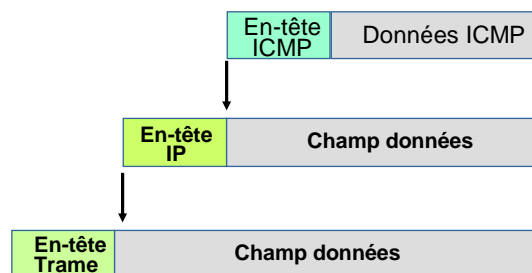 En-tête
ICMP
Données ICMP
En-tête
IP
Champ données
En-tête
Trame
Champ données